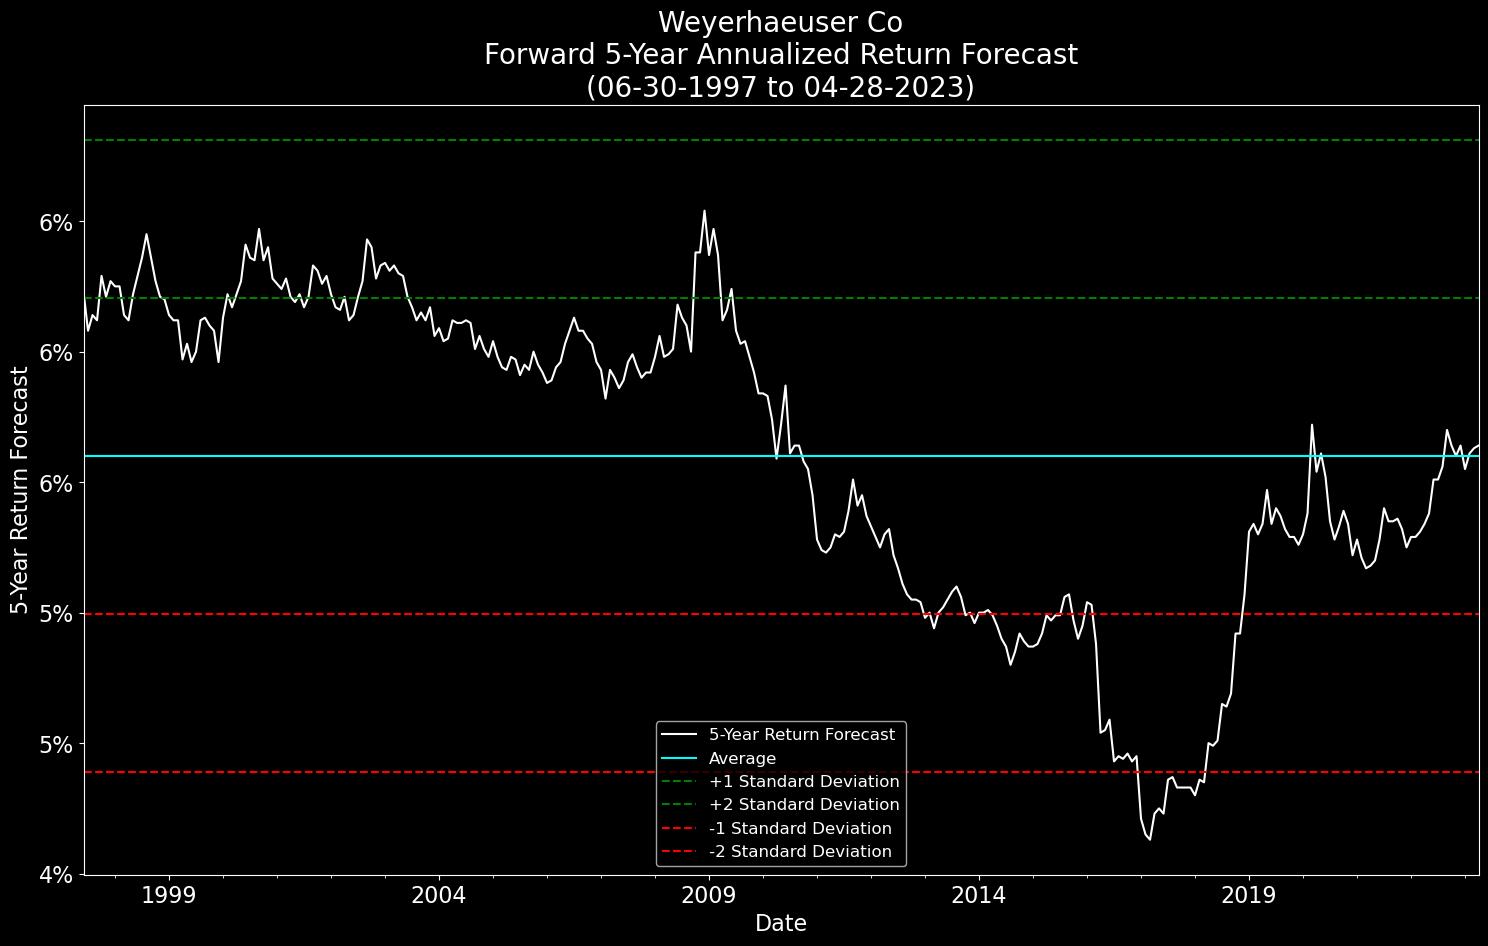 Weyerhaeuser Co
Forward 5-Year Annualized Return Forecast
(06-30-1997 to 04-28-2023)
5-Year Return Forecast
6%
6%
6%
5%
5%
4%
1999
2004
2009
2014
2019
Date
5-Year Return Forecast
Average
+1 Standard Deviation
+2 Standard Deviation
-1 Standard Deviation
-2 Standard Deviation